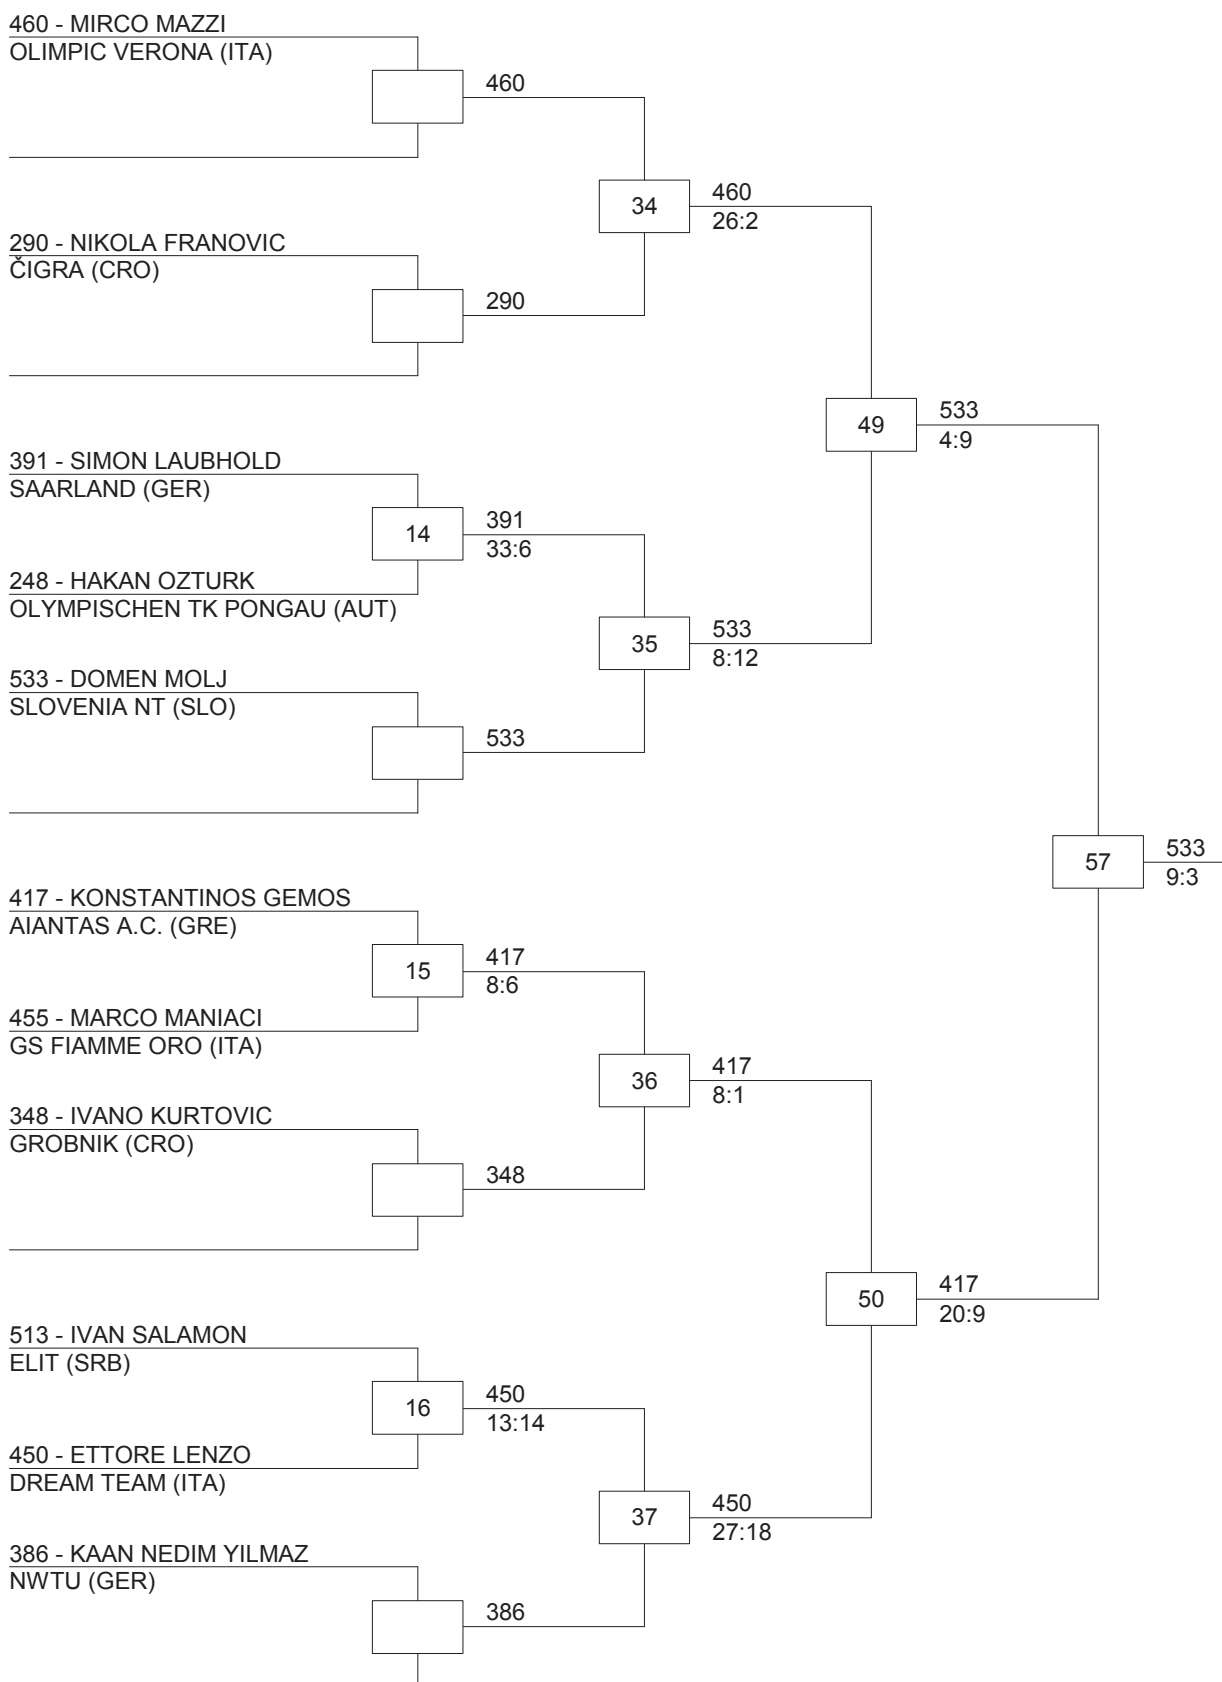 460 - MIRCO MAZZI
OLIMPIC VERONA (ITA)
460
34
460
26:2
290 - NIKOLA FRANOVIC
ČIGRA (CRO)
290
49
533
4:9
391 - SIMON LAUBHOLD
SAARLAND (GER)
14
391
33:6
248 - HAKAN OZTURK
OLYMPISCHEN TK PONGAU (AUT)
35
533
8:12
533 - DOMEN MOLJ
SLOVENIA NT (SLO)
533
57
533
9:3
417 - KONSTANTINOS GEMOS
AIANTAS A.C. (GRE)
15
417
8:6
455 - MARCO MANIACI
GS FIAMME ORO (ITA)
36
417
8:1
348 - IVANO KURTOVIC
GROBNIK (CRO)
348
50
417
20:9
513 - IVAN SALAMON
ELIT (SRB)
16
450
13:14
450 - ETTORE LENZO
DREAM TEAM (ITA)
37
450
27:18
386 - KAAN NEDIM YILMAZ
NWTU (GER)
386